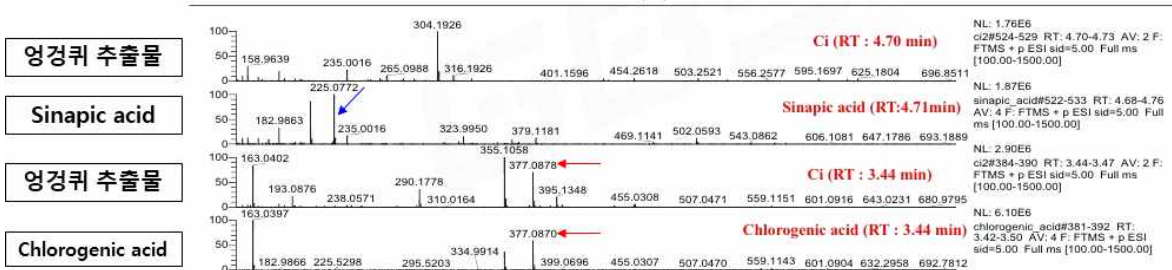 엉겅퀴 추출물
100
50
0
158.9639
235.0016
265.0988
304.1926
316.1926
401.1596
454.2618
503.2521
556.2577
595.1697
625.1804
696.8511
Ci (RT : 4.70 min)
NL: 1.76E6
ci2#524-529 RT: 4.70-4.73 AV: 2 F:
FTMS + p ESI sid=5.00 Full ms
[100.00-1500.00]
Sinapic acid
100
50
0
182.9863
225.0772
235.0016
323.9950
379.1181
469.1141
502.0593
543.0862
606.1081
647.1786
693.1889
Sinapic acid (RT:4.71min)
NL: 1.87E6
sinapic_acid#522-533 RT: 4.68-4.76
AV: 4 F: FTMS + p ESI sid=5.00 Full
ms [100.00-1500.00]
엉겅퀴 추출물
100
50
0
163.0402
193.0876
238.0571
290.1778
310.0164
355.1058
377.0878
395.1348
455.0308
507.0471
559.1151
601.0916
643.0231
680.9795
Ci (RT : 3.44 min)
NL: 2.90E6
ci2#384-390 RT: 3.44-3.47 AV: 2 F:
FTMS + p ESI sid=5.00 Full ms
[100.00-1500.00]
Chlorogenic acid
100
50
0
163.0397
182.9866
225.5298
295.5203
334.9914
377.0870
399.0696
455.0307
507.0470
559.1143
601.0904
632.2958
692.7812
Chlorogenic acid (RT : 3.44 min)
NL: 6.10E6
chlorogenic_acid#381-392 RT:
3.42-3.50 AV: 4 F: FTMS + p ESI
sid=5.00 Full ms [100.00-1500.00]